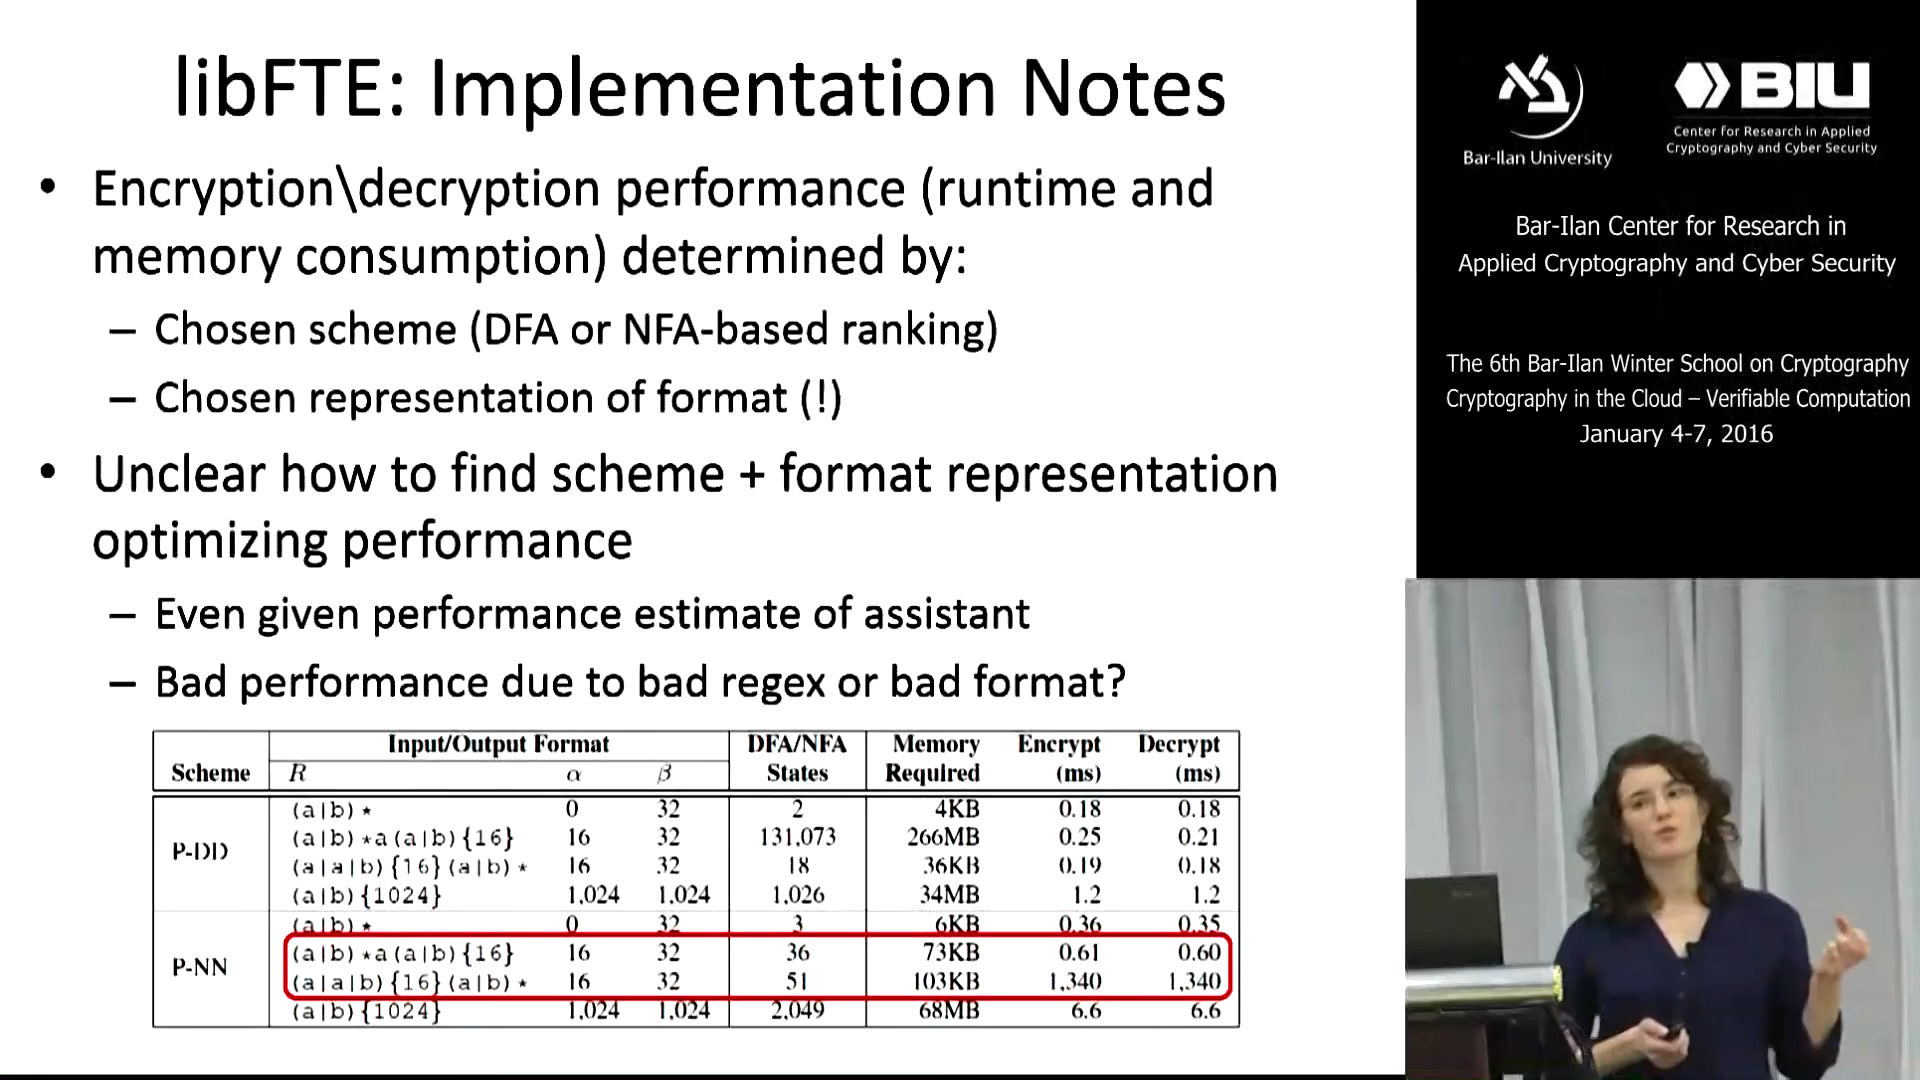 libFTE: Implementation Notes
• Encryption\decryption performance (runtime and
memory consumption) determined by:
– Chosen scheme (DFA or NFA-based ranking)
– Chosen representation of format (!)
• Unclear how to find scheme + format representation
optimizing performance
– Even given performance estimate of assistant
– Bad performance due to bad regex or bad format?
Input/Output Format DFA/NFA Memory Encrypt Decrypt
Scheme R α β States Required (ms) (ms)
(a|b)* 0 32 2 4KB 0.18 0.18
(a|b)*a(a|b){16} 16 32 131,073 266MB 0.25 0.21
P-DD
(a|a|b){16}(a|b)* 16 32 18 36KB 0.19 0.18
(a|b){1024} 1,024 1,024 1,026 34MB 1.2 1.2
(a|b)* 0 32 3 6KB 0.36 0.35
(a|b)*a(a|b){16} 16 32 36 73KB 0.61 0.60
P-NN
(a|a|b){16}(a|b)* 16 32 51 103KB 1,340 1,340
(a|b){1024} 1,024 1,024 2,049 68MB 6.6 6.6
Bar-Ilan University
BIU
Center for Research in Applied
Cryptography and Cyber Security
Bar-Ilan Center for Research in
Applied Cryptography and Cyber Security
The 6th Bar-Ilan Winter School on Cryptography
Cryptography in the Cloud – Verifiable Computation
January 4-7, 2016